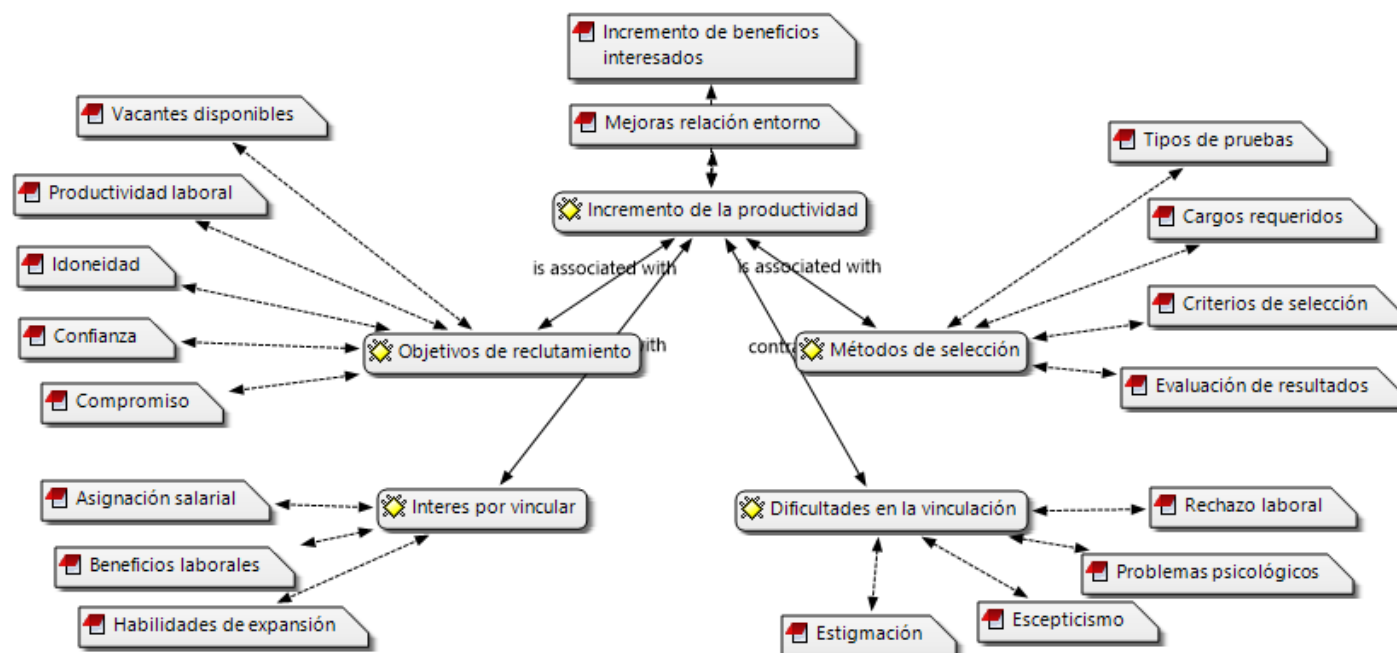 Incremento de beneficios
interesados
Vacantes disponibles
Mejoras relación entorno
Tipos de pruebas
Productividad laboral
Incremento de la productividad
Cargos requeridos
Idoneidad
is associated with
is associated with
Criterios de selección
Confianza
Objetivos de reclutamiento
with
contra
Métodos de selección
Evaluación de resultados
Compromiso
Asignación salarial
Interes por vincular
Dificultades en la vinculación
Rechazo laboral
Beneficios laborales
Problemas psicológicos
Habilidades de expansión
Estigmación
Escepticismo